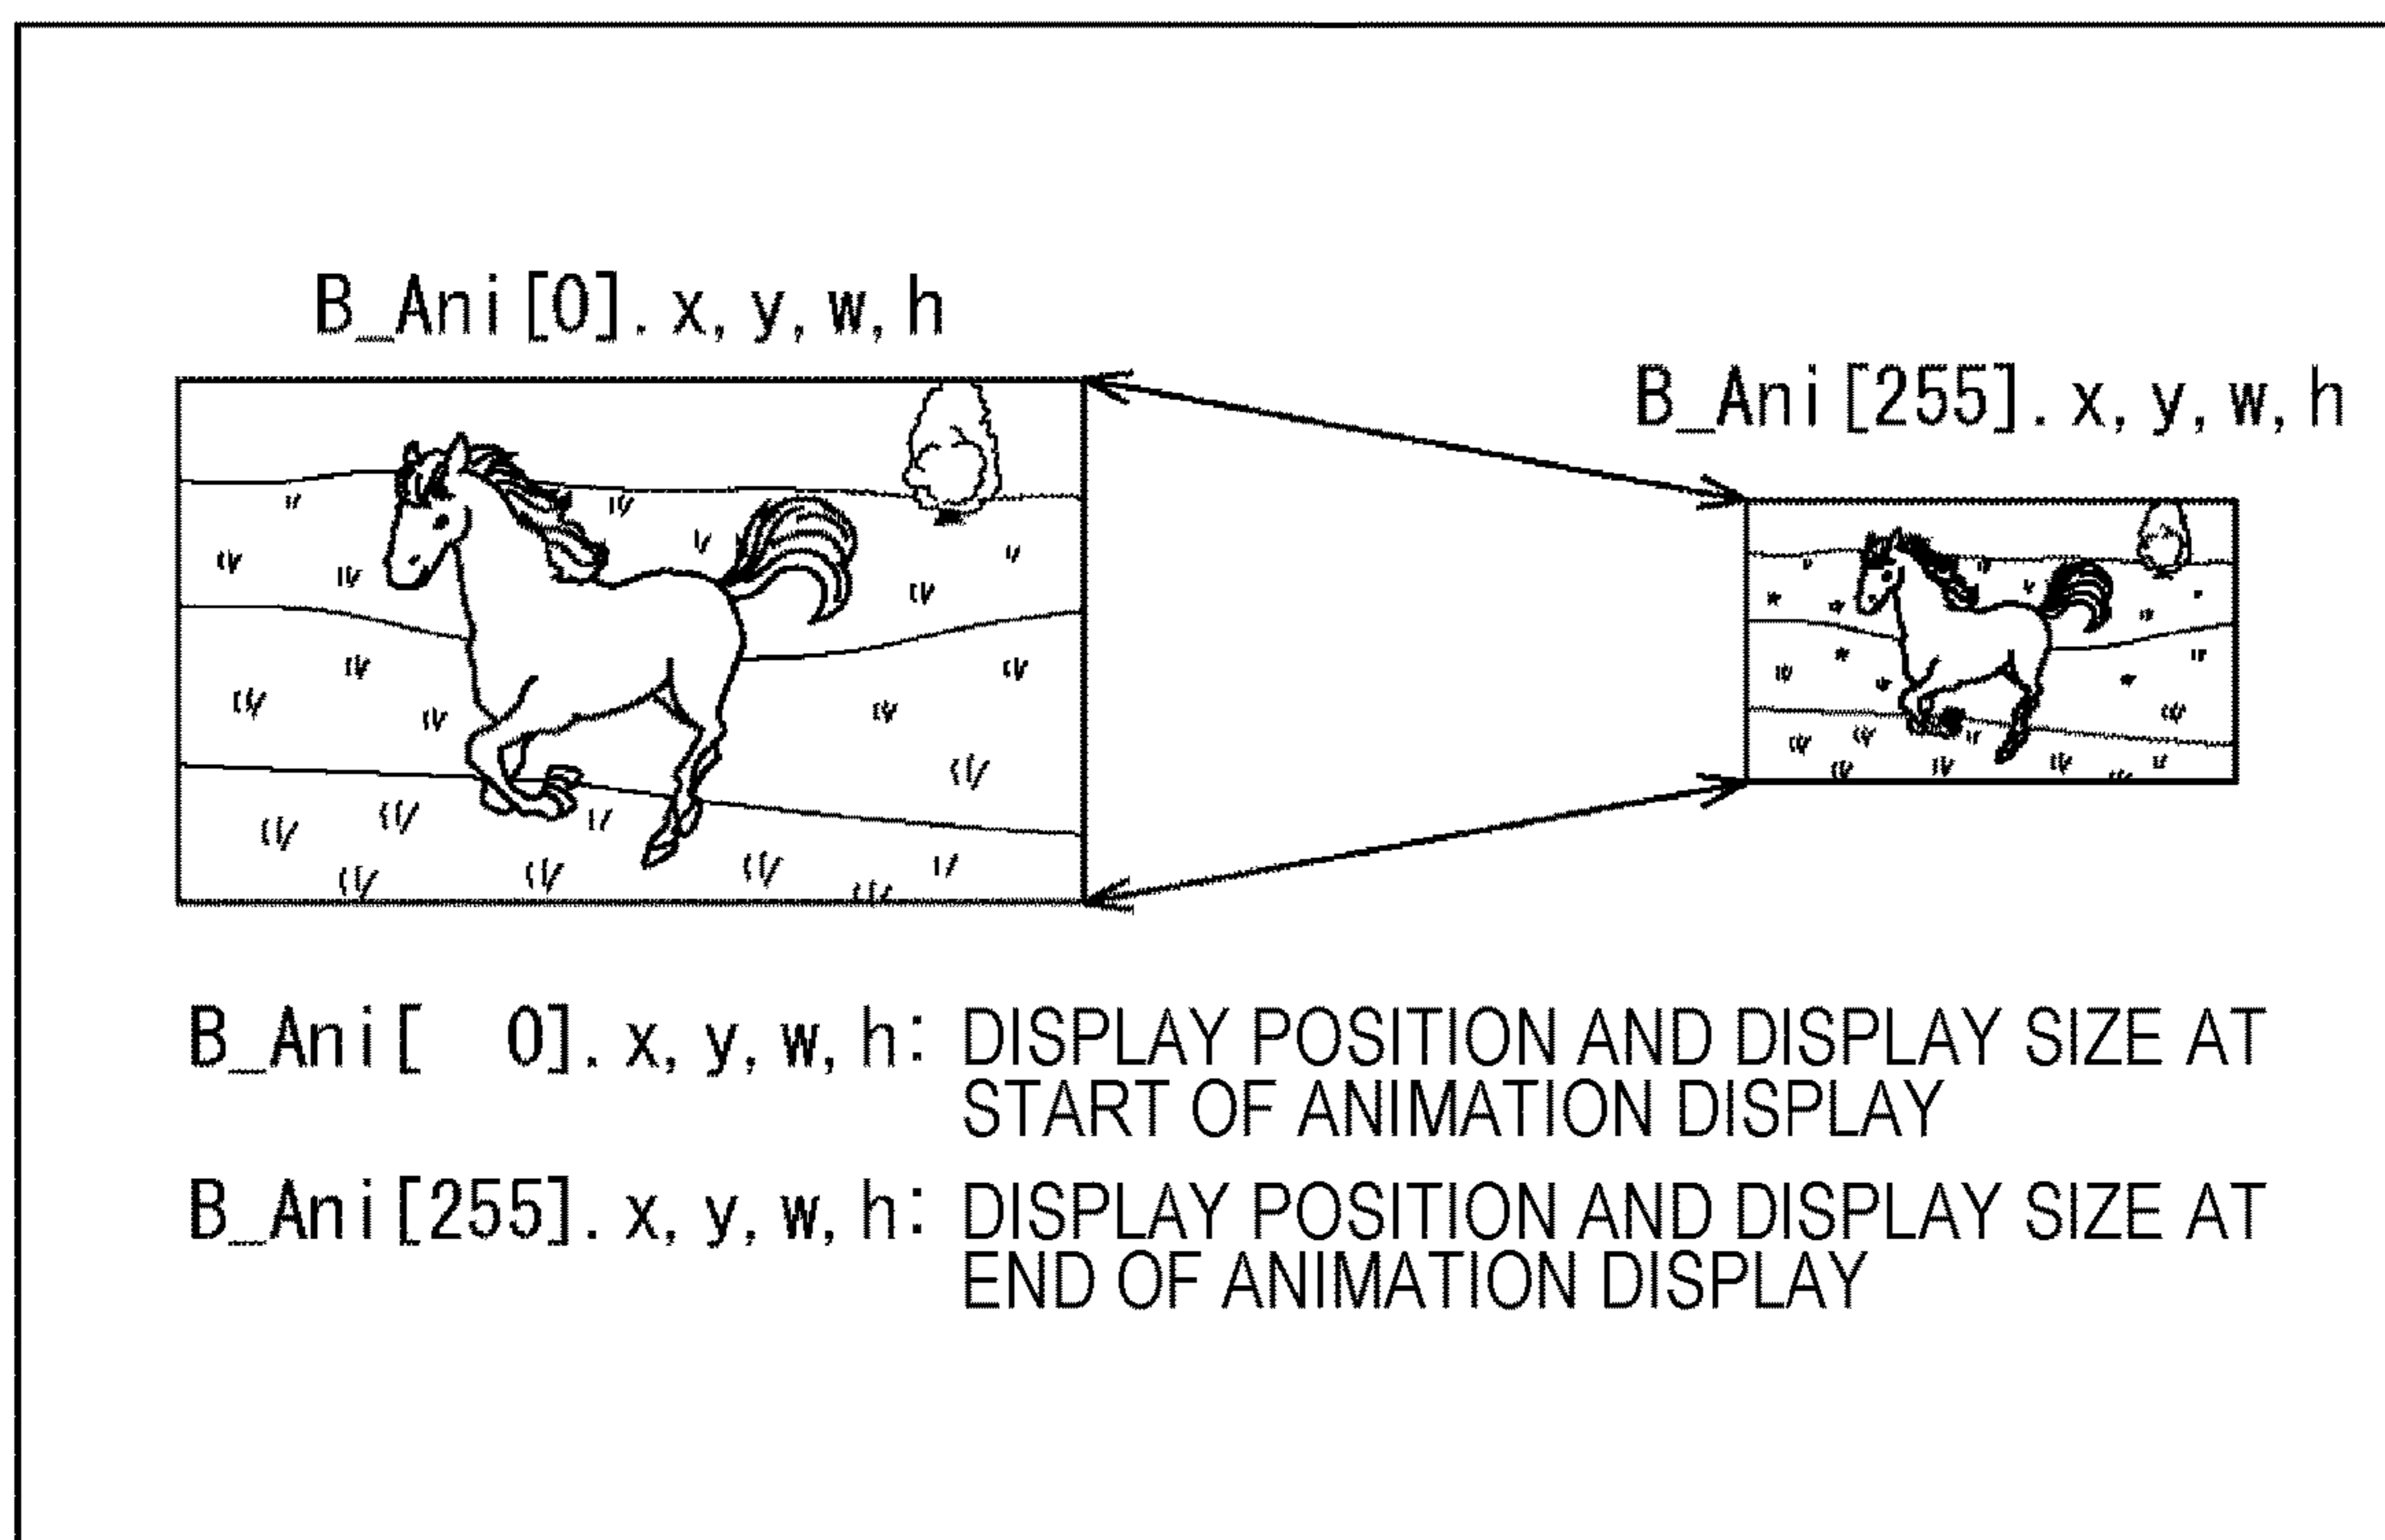 B_Ani[0].x,y,w,h
B_Ani[255].x,y,w,h
B_Ani[  0].x,y,w,h: DISPLAY POSITION AND DISPLAY SIZE AT
START OF ANIMATION DISPLAY
B_Ani[255].x,y,w,h: DISPLAY POSITION AND DISPLAY SIZE AT
END OF ANIMATION DISPLAY